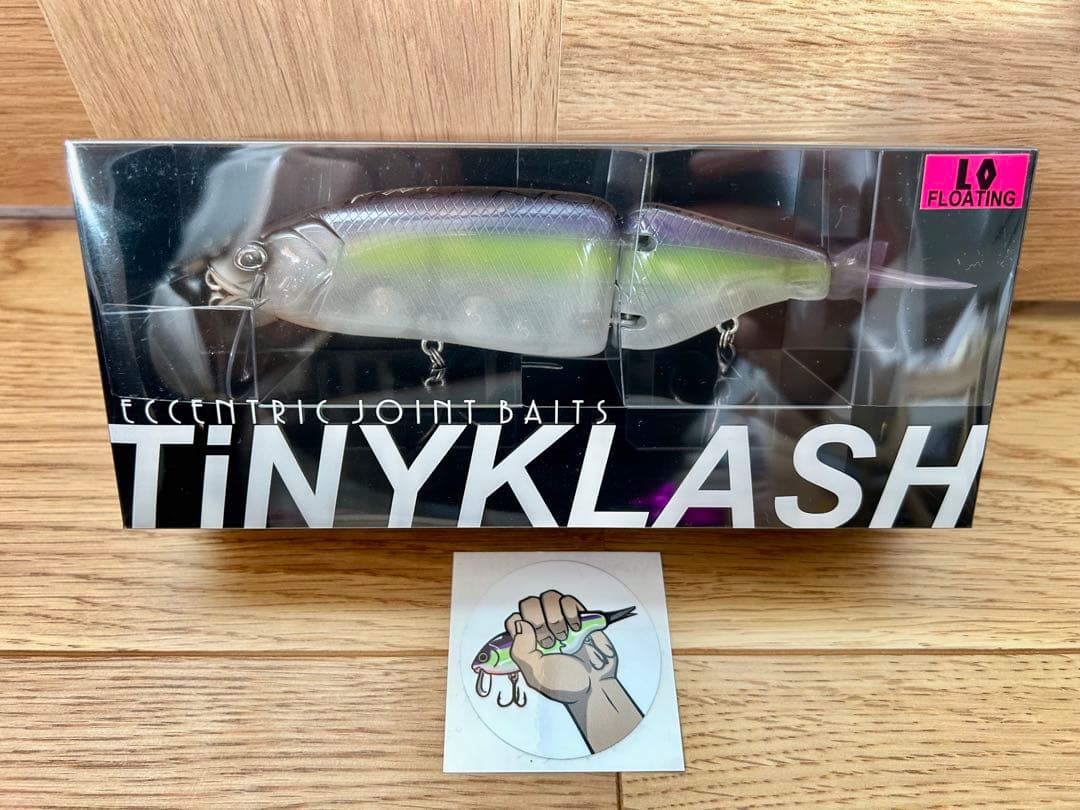 LO
FLOATING
ECCENTRIC JOINT BAITS
TiNYKLASH